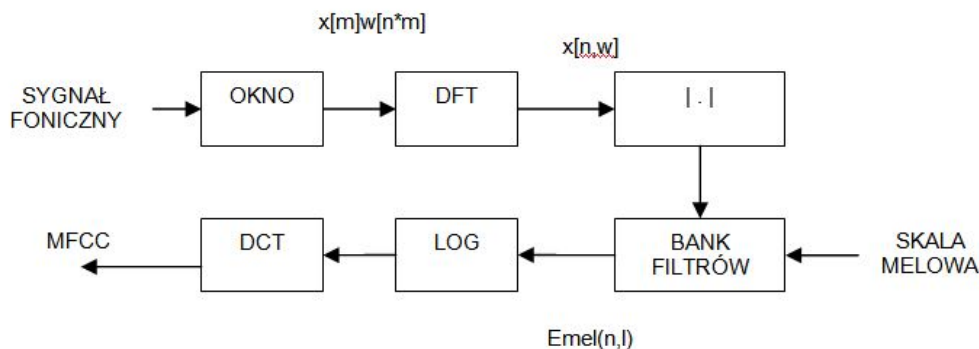 x[m]w[n*m]
x[n,w]
SYGNAŁ
FONICZNY
OKNO
DFT
| . |
MFCC
DCT
LOG
BANK
FILTRÓW
SKALA
MELOWA
Emel(n,l)